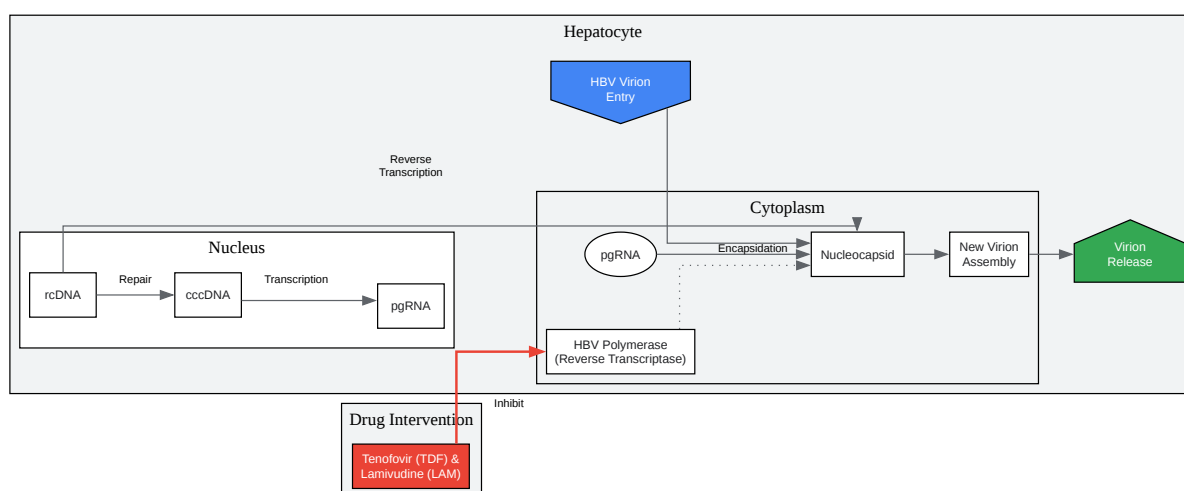 Hepatocyte
HBV Virion
Entry
Reverse
Transcription
Cytoplasm
Nucleus
pgRNA
Encapsidation
Nucleocapsid
New Virion
Assembly
Virion
Release
rcDNA
Repair
cccDNA
Transcription
pgRNA
HBV Polymerase
(Reverse Transcriptase)
Inhibit
Drug Intervention
Tenofovir (TDF) &
Lamivudine (LAM)